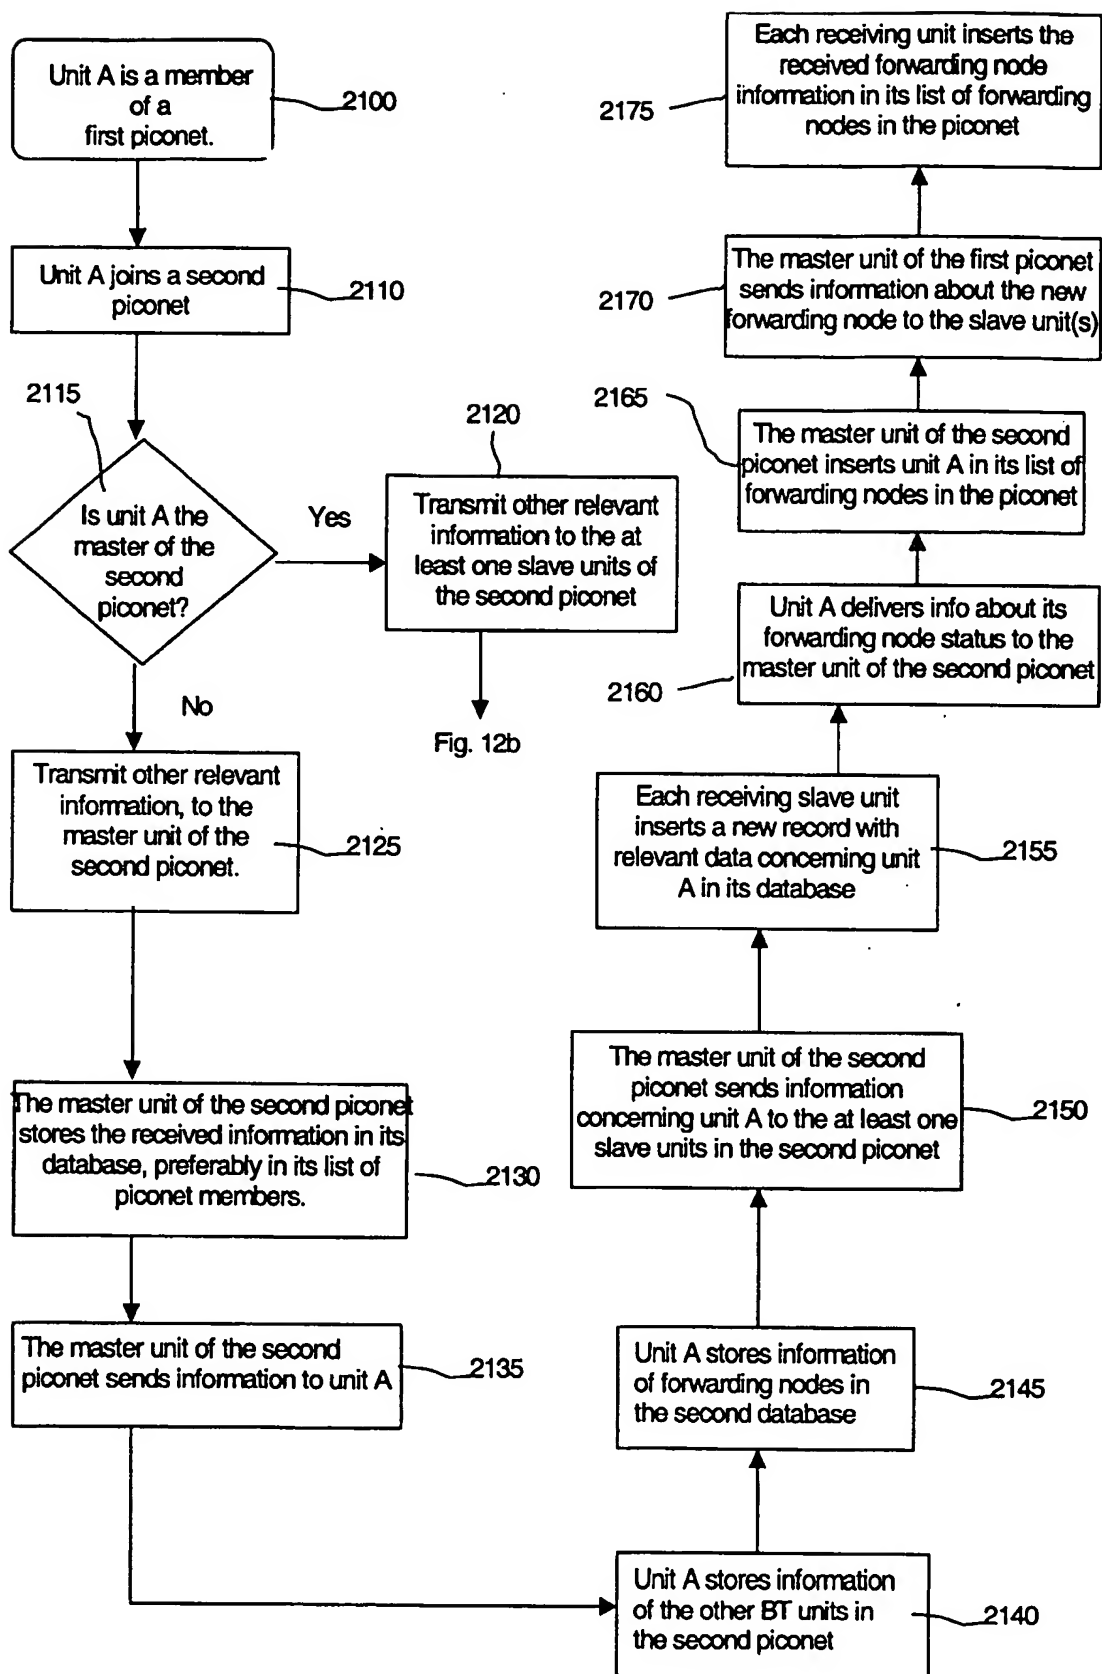 Unit A is a member
of a
first piconet.
2100
Unit A joins a second
piconet
2110
2115
Is unit A the
master of the
second
piconet?
Yes
No
2120
Transmit other relevant
information to the at
least one slave units of
the second piconet
Fig. 12b
Transmit other relevant
information, to the
master unit of the
second piconet.
2125
The master unit of the second piconet
stores the received information in its
database, preferably in its list of
piconet members.
2130
The master unit of the second
piconet sends information to unit A
2135
Unit A stores information
of the other BT units in
the second piconet
2140
Unit A stores information
of forwarding nodes in
the second database
2145
The master unit of the second
piconet sends information
concerning unit A to the at least one
slave units in the second piconet
2150
Each receiving slave unit
inserts a new record with
relevant data concerning unit
A in its database
2155
Unit A delivers info about its
forwarding node status to the
master unit of the second piconet
2160
The master unit of the second
piconet inserts unit A in its list of
forwarding nodes in the piconet
2165
The master unit of the first piconet
sends information about the new
forwarding node to the slave unit(s)
2170
Each receiving unit inserts the
received forwarding node
information in its list of forwarding
nodes in the piconet
2175